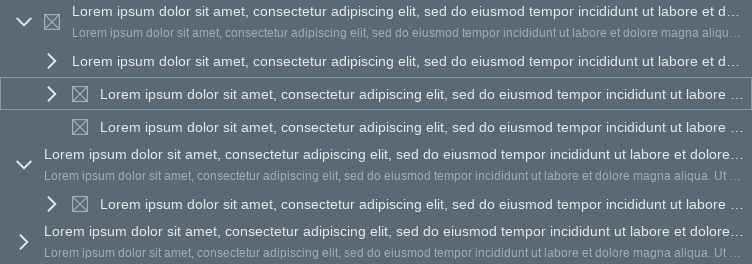 Lorem ipsum dolor sit amet, consectetur adipiscing elit, sed do eiusmod tempor incididunt ut labore et d...
Lorem ipsum dolor sit amet, consectetur adipiscing elit, sed do eiusmod tempor incididunt ut labore et dolore magna aliqu...
Lorem ipsum dolor sit amet, consectetur adipiscing elit, sed do eiusmod tempor incididunt ut labore et d...
Lorem ipsum dolor sit amet, consectetur adipiscing elit, sed do eiusmod tempor incididunt ut labore ...
Lorem ipsum dolor sit amet, consectetur adipiscing elit, sed do eiusmod tempor incididunt ut labore ...
Lorem ipsum dolor sit amet, consectetur adipiscing elit, sed do eiusmod tempor incididunt ut labore et dolore...
Lorem ipsum dolor sit amet, consectetur adipiscing elit, sed do eiusmod tempor incididunt ut labore et dolore magna aliqua. Ut ...
Lorem ipsum dolor sit amet, consectetur adipiscing elit, sed do eiusmod tempor incididunt ut labore ...
Lorem ipsum dolor sit amet, consectetur adipiscing elit, sed do eiusmod tempor incididunt ut labore et dolore...
Lorem ipsum dolor sit amet, consectetur adipiscing elit, sed do eiusmod tempor incididunt ut labore et dolore magna aliqua. Ut ...